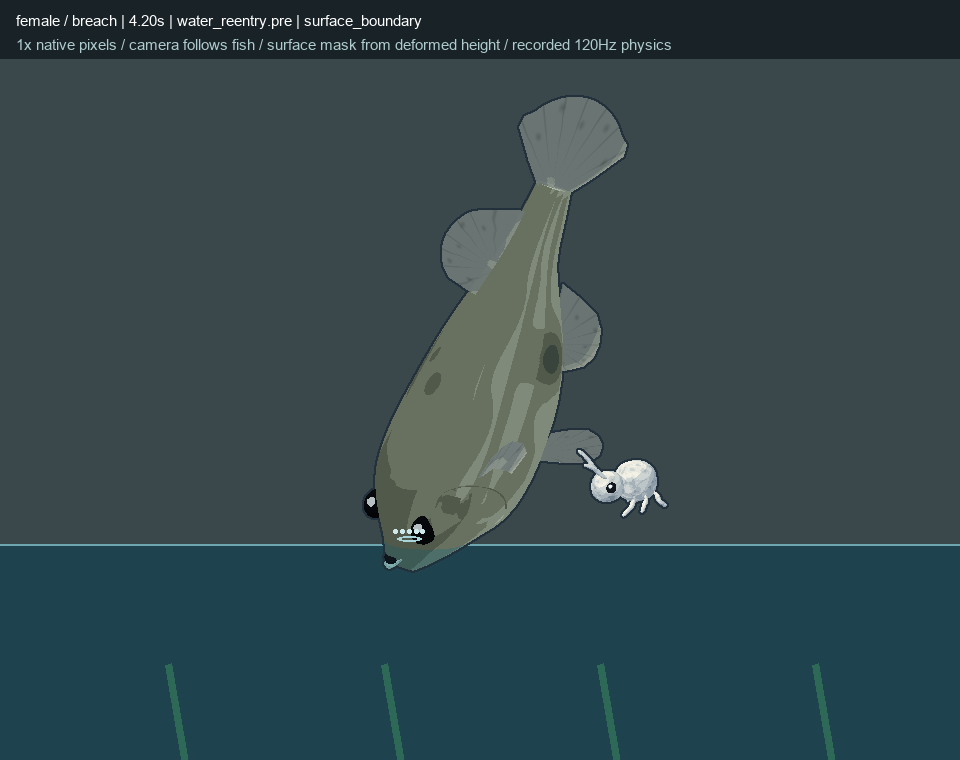 female / breach | 4.20s | water_reentry.pre | surface_boundary
1x native pixels / camera follows fish / surface mask from deformed height / recorded 120Hz physics